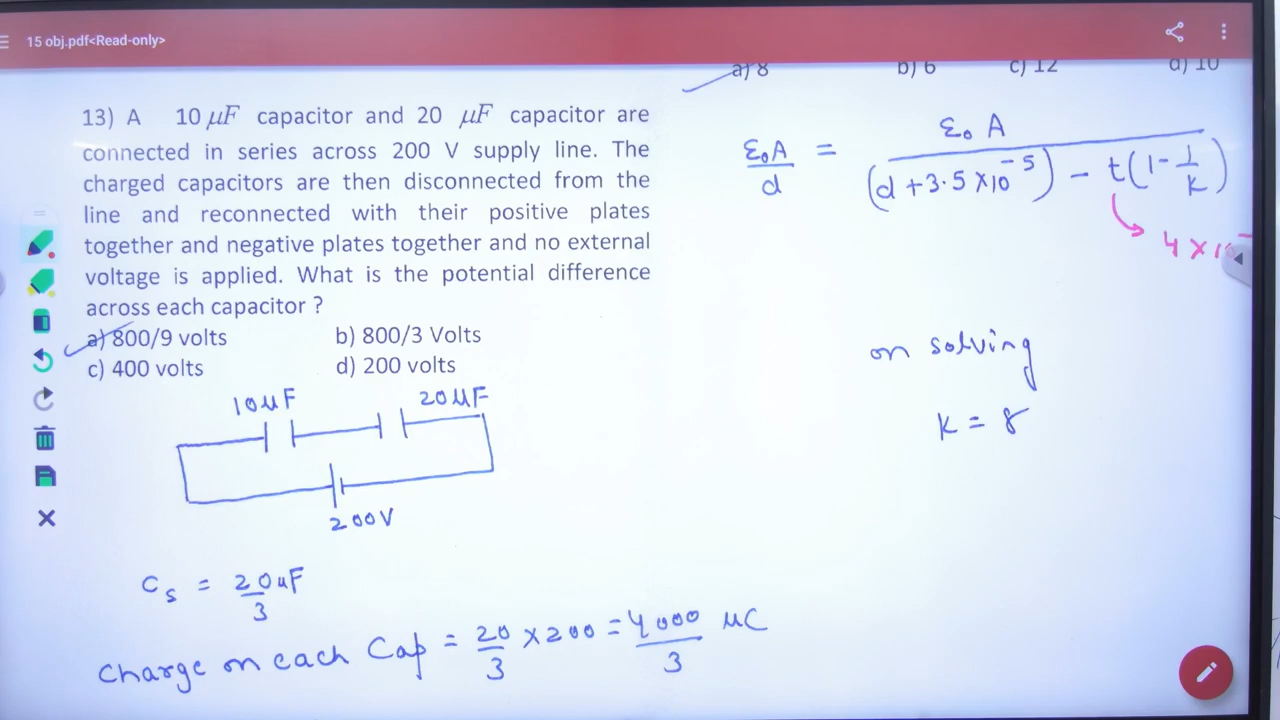 15 obj.pdf<Read-only>
a) 8 b) 6 c) 12 d) 10
13) A 10 μF capacitor and 20 μF capacitor are
connected in series across 200 V supply line. The
charged capacitors are then disconnected from the
line and reconnected with their positive plates
together and negative plates together and no external
voltage is applied. What is the potential difference
across each capacitor ?
a) 800/9 volts b) 800/3 Volts
c) 400 volts d) 200 volts
10μF 20μF
200V
Cs = 20μF/3
Charge on each Cap = 20/3 × 200 = 4000/3 μC
ε₀A/d = ε₀ A/((d + 3.5 × 10⁻⁵) - t(1 - 1/k))
4 × 10⁻
on solving
k = 8